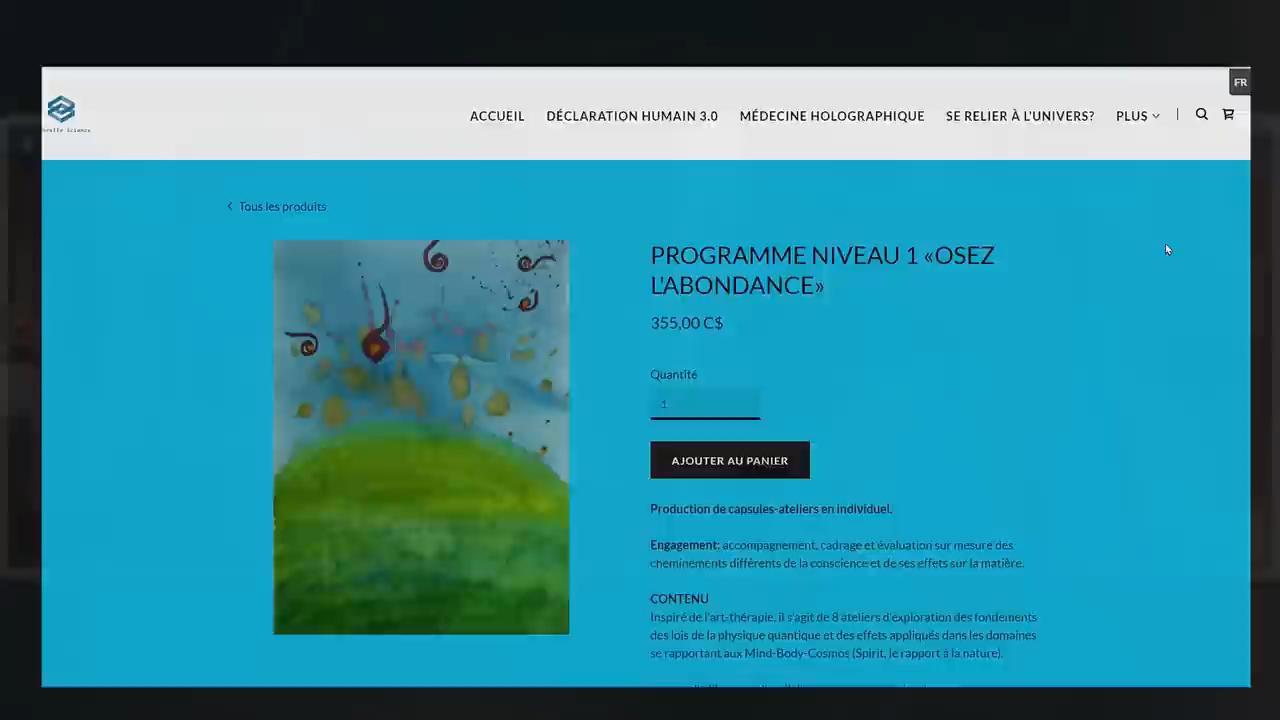 FR
ACCUEIL DÉCLARATION HUMAIN 3.0 MÉDECINE HOLOGRAPHIQUE SE RELIER À L'UNIVERS? PLUS
Tous les produits
PROGRAMME NIVEAU 1 «OSEZ
L'ABONDANCE»
355,00 C$
Quantité
1
AJOUTER AU PANIER
Production de capsules-ateliers en individuel.
Engagement: accompagnement, cadrage et évaluation sur mesure des
cheminements différents de la conscience et de ses effets sur la matière.
CONTENU
Inspiré de l'art-thérapie, il s'agit de 8 ateliers d'exploration des fondements
des lois de la physique quantique et des effets appliqués dans les domaines
se rapportant aux Mind-Body-Cosmos (Spirit, le rapport à la nature).